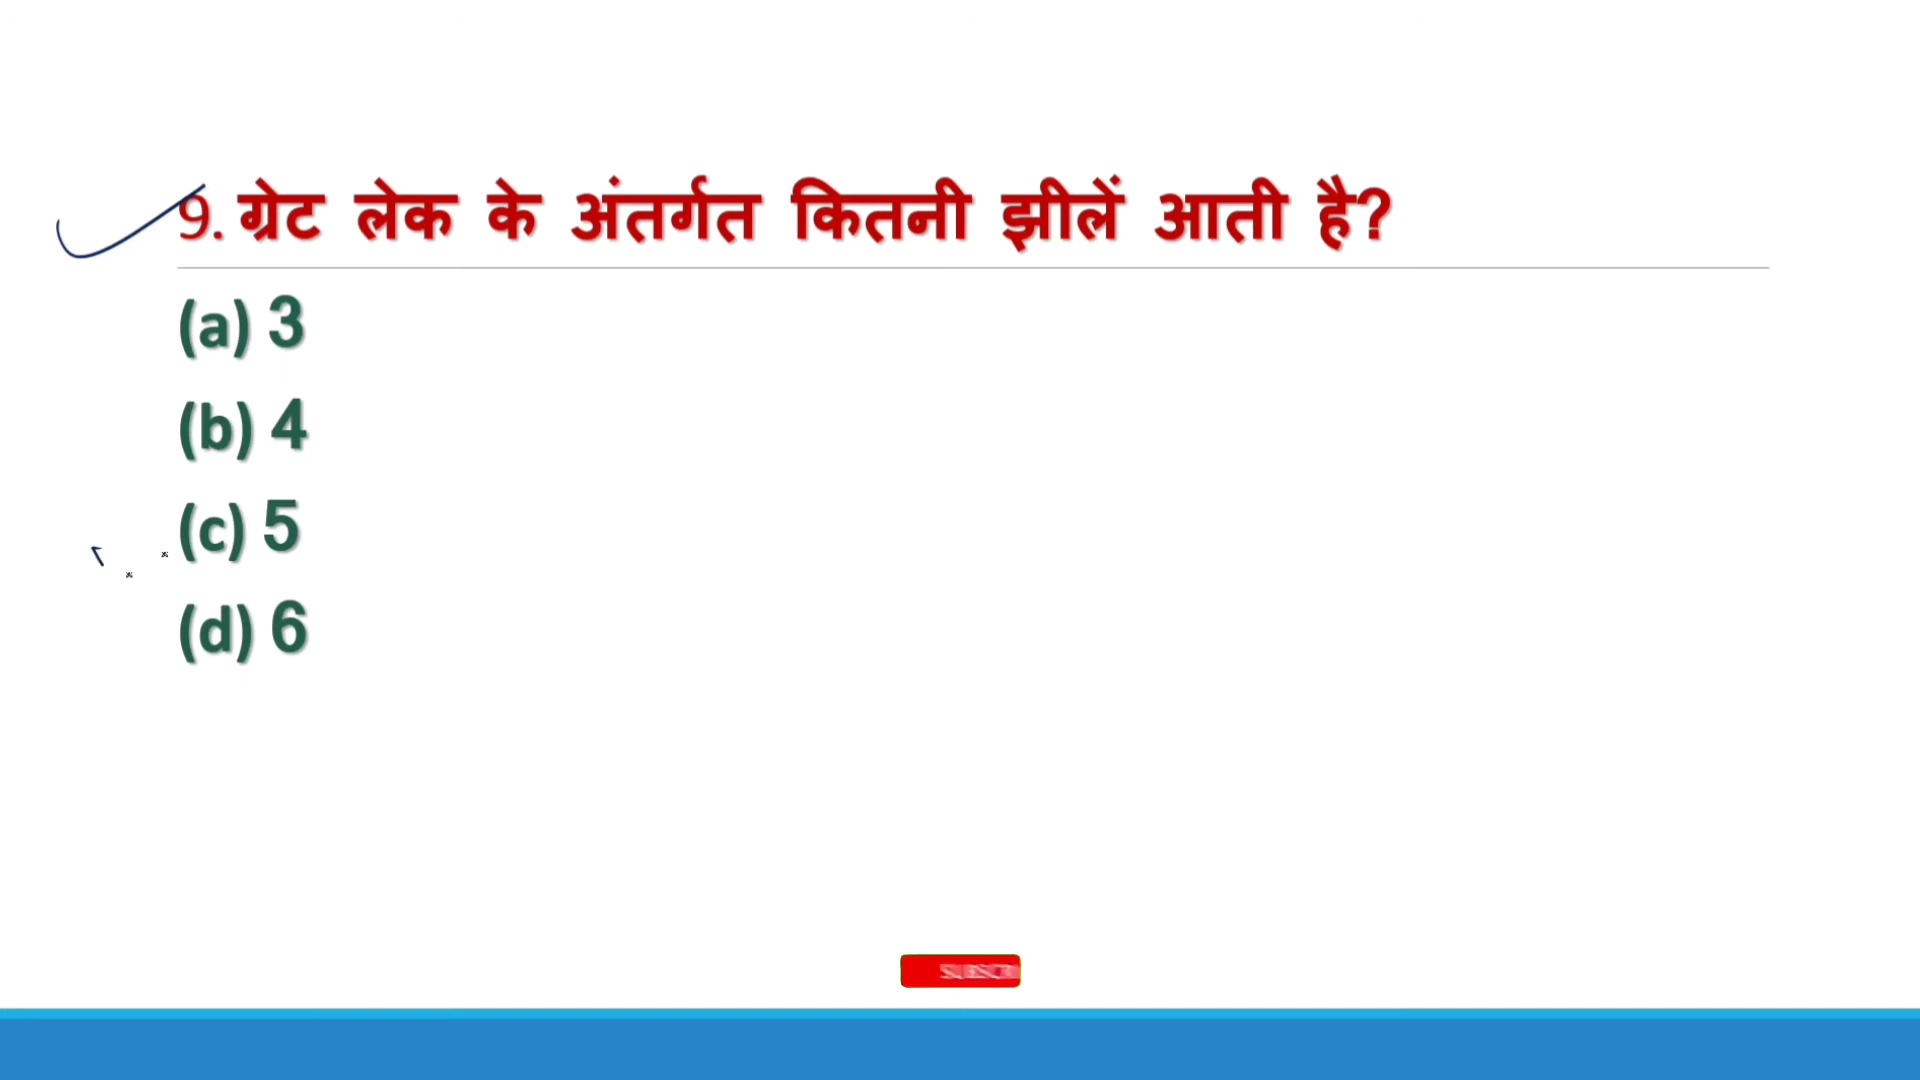 9. ग्रेट लेक के अंतर्गत कितनी झीलें आती है?
(a) 3
(b) 4
(c) 5
(d) 6